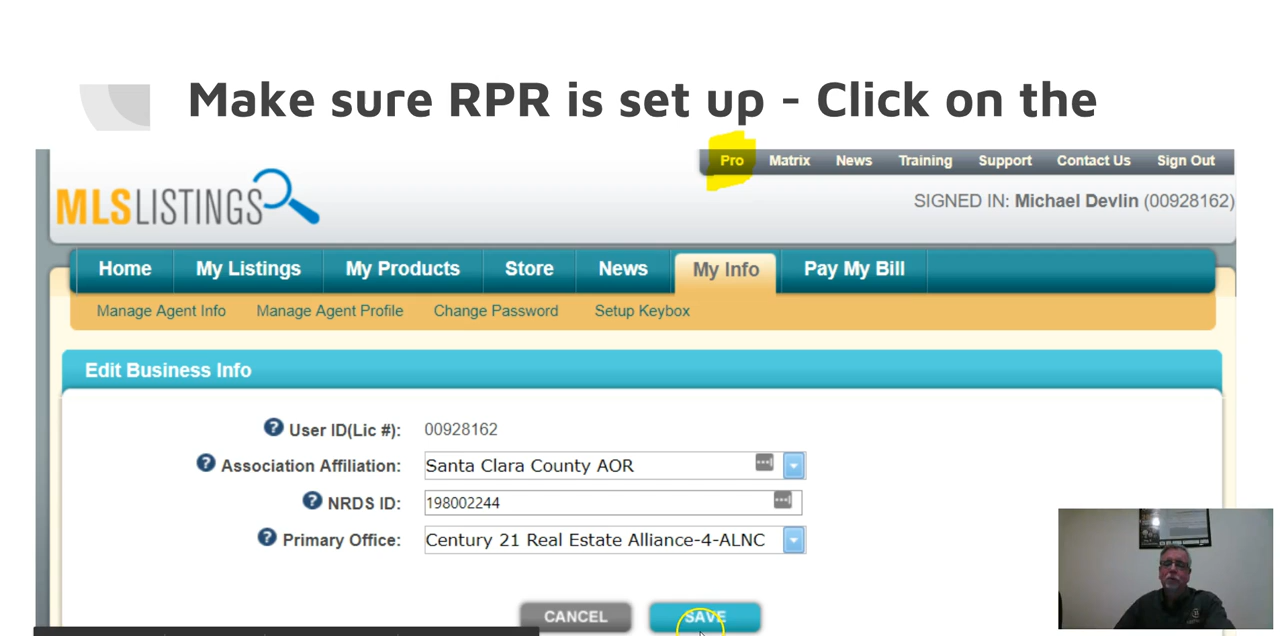 Make sure RPR is set up - Click on the
Pro Matrix News Training Support Contact Us Sign Out
MLSLISTINGS
SIGNED IN: Michael Devlin (00928162)
Home My Listings My Products Store News My Info Pay My Bill
Manage Agent Info Manage Agent Profile Change Password Setup Keybox
Edit Business Info
? User ID(Lic #): 00928162
? Association Affiliation: Santa Clara County AOR
? NRDS ID: 198002244
? Primary Office: Century 21 Real Estate Alliance-4-ALNC
CANCEL SAVE